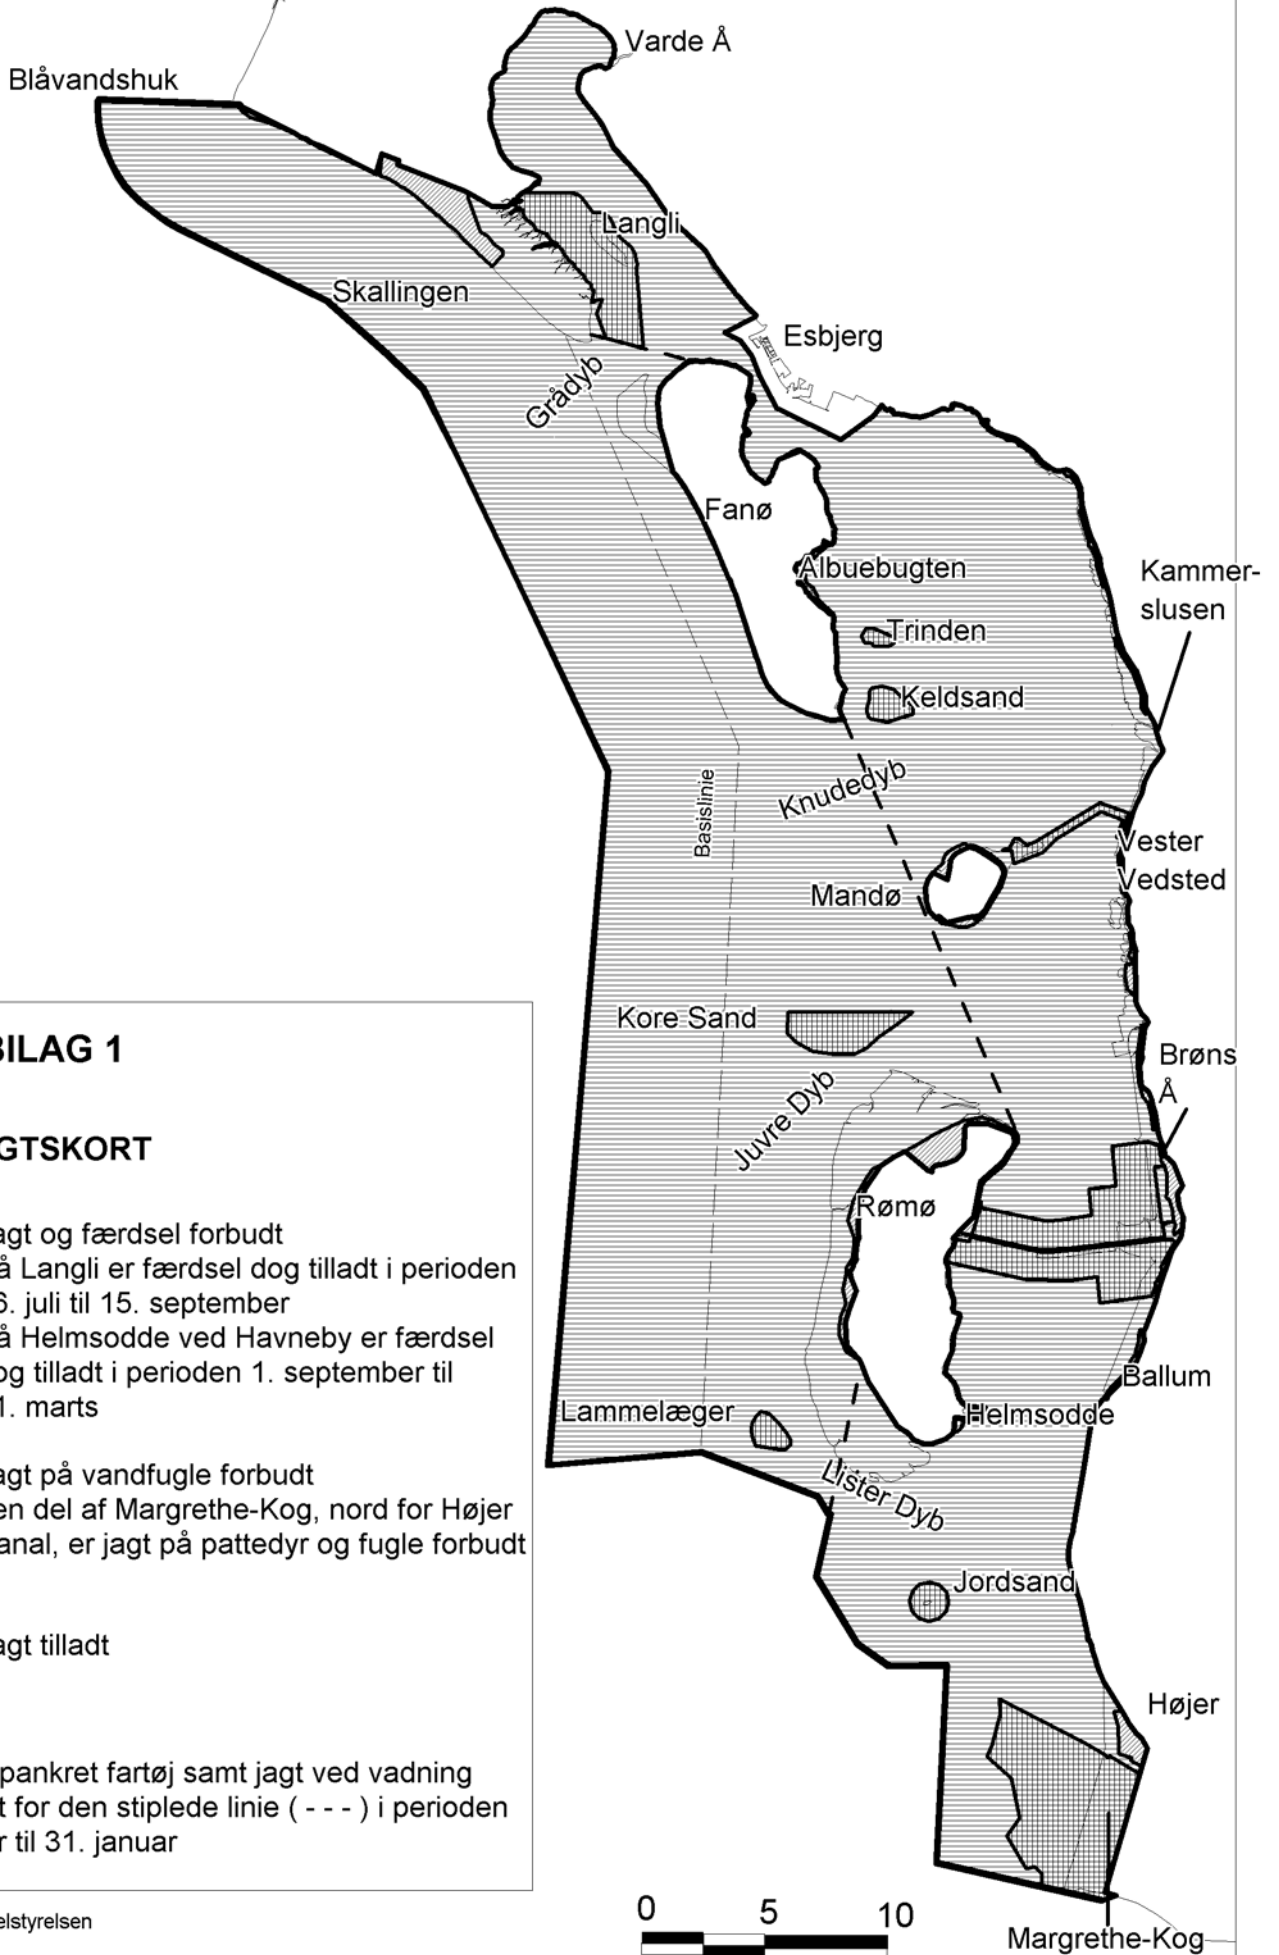 Varde Å
Blåvandshuk
Langli
Skallingen
Esbjerg
Grådyb
Fanø
Albuebugten
Kammer-
slusen
Trinden
Keldsand
Knudedyb
Basislinie
Vester
Vedsted
Mandø
Kore Sand
Brøns
Å
Juvre Dyb
Rømø
Ballum
Lammelæger
Helmsodde
Lister Dyb
Jordsand
Højer
Margrethe-Kog
BILAG 1
GTSKORT
agt og færdsel forbudt
å Langli er færdsel dog tilladt i perioden
6. juli til 15. september
å Helmsodde ved Havneby er færdsel
og tilladt i perioden 1. september til
1. marts
agt på vandfugle forbudt
en del af Margrethe-Kog, nord for Højer
anal, er jagt på pattedyr og fugle forbudt
agt tilladt
pankret fartøj samt jagt ved vadning
t for den stiplede linie ( - - - ) i perioden
r til 31. januar
elstyrelsen
0 5 10